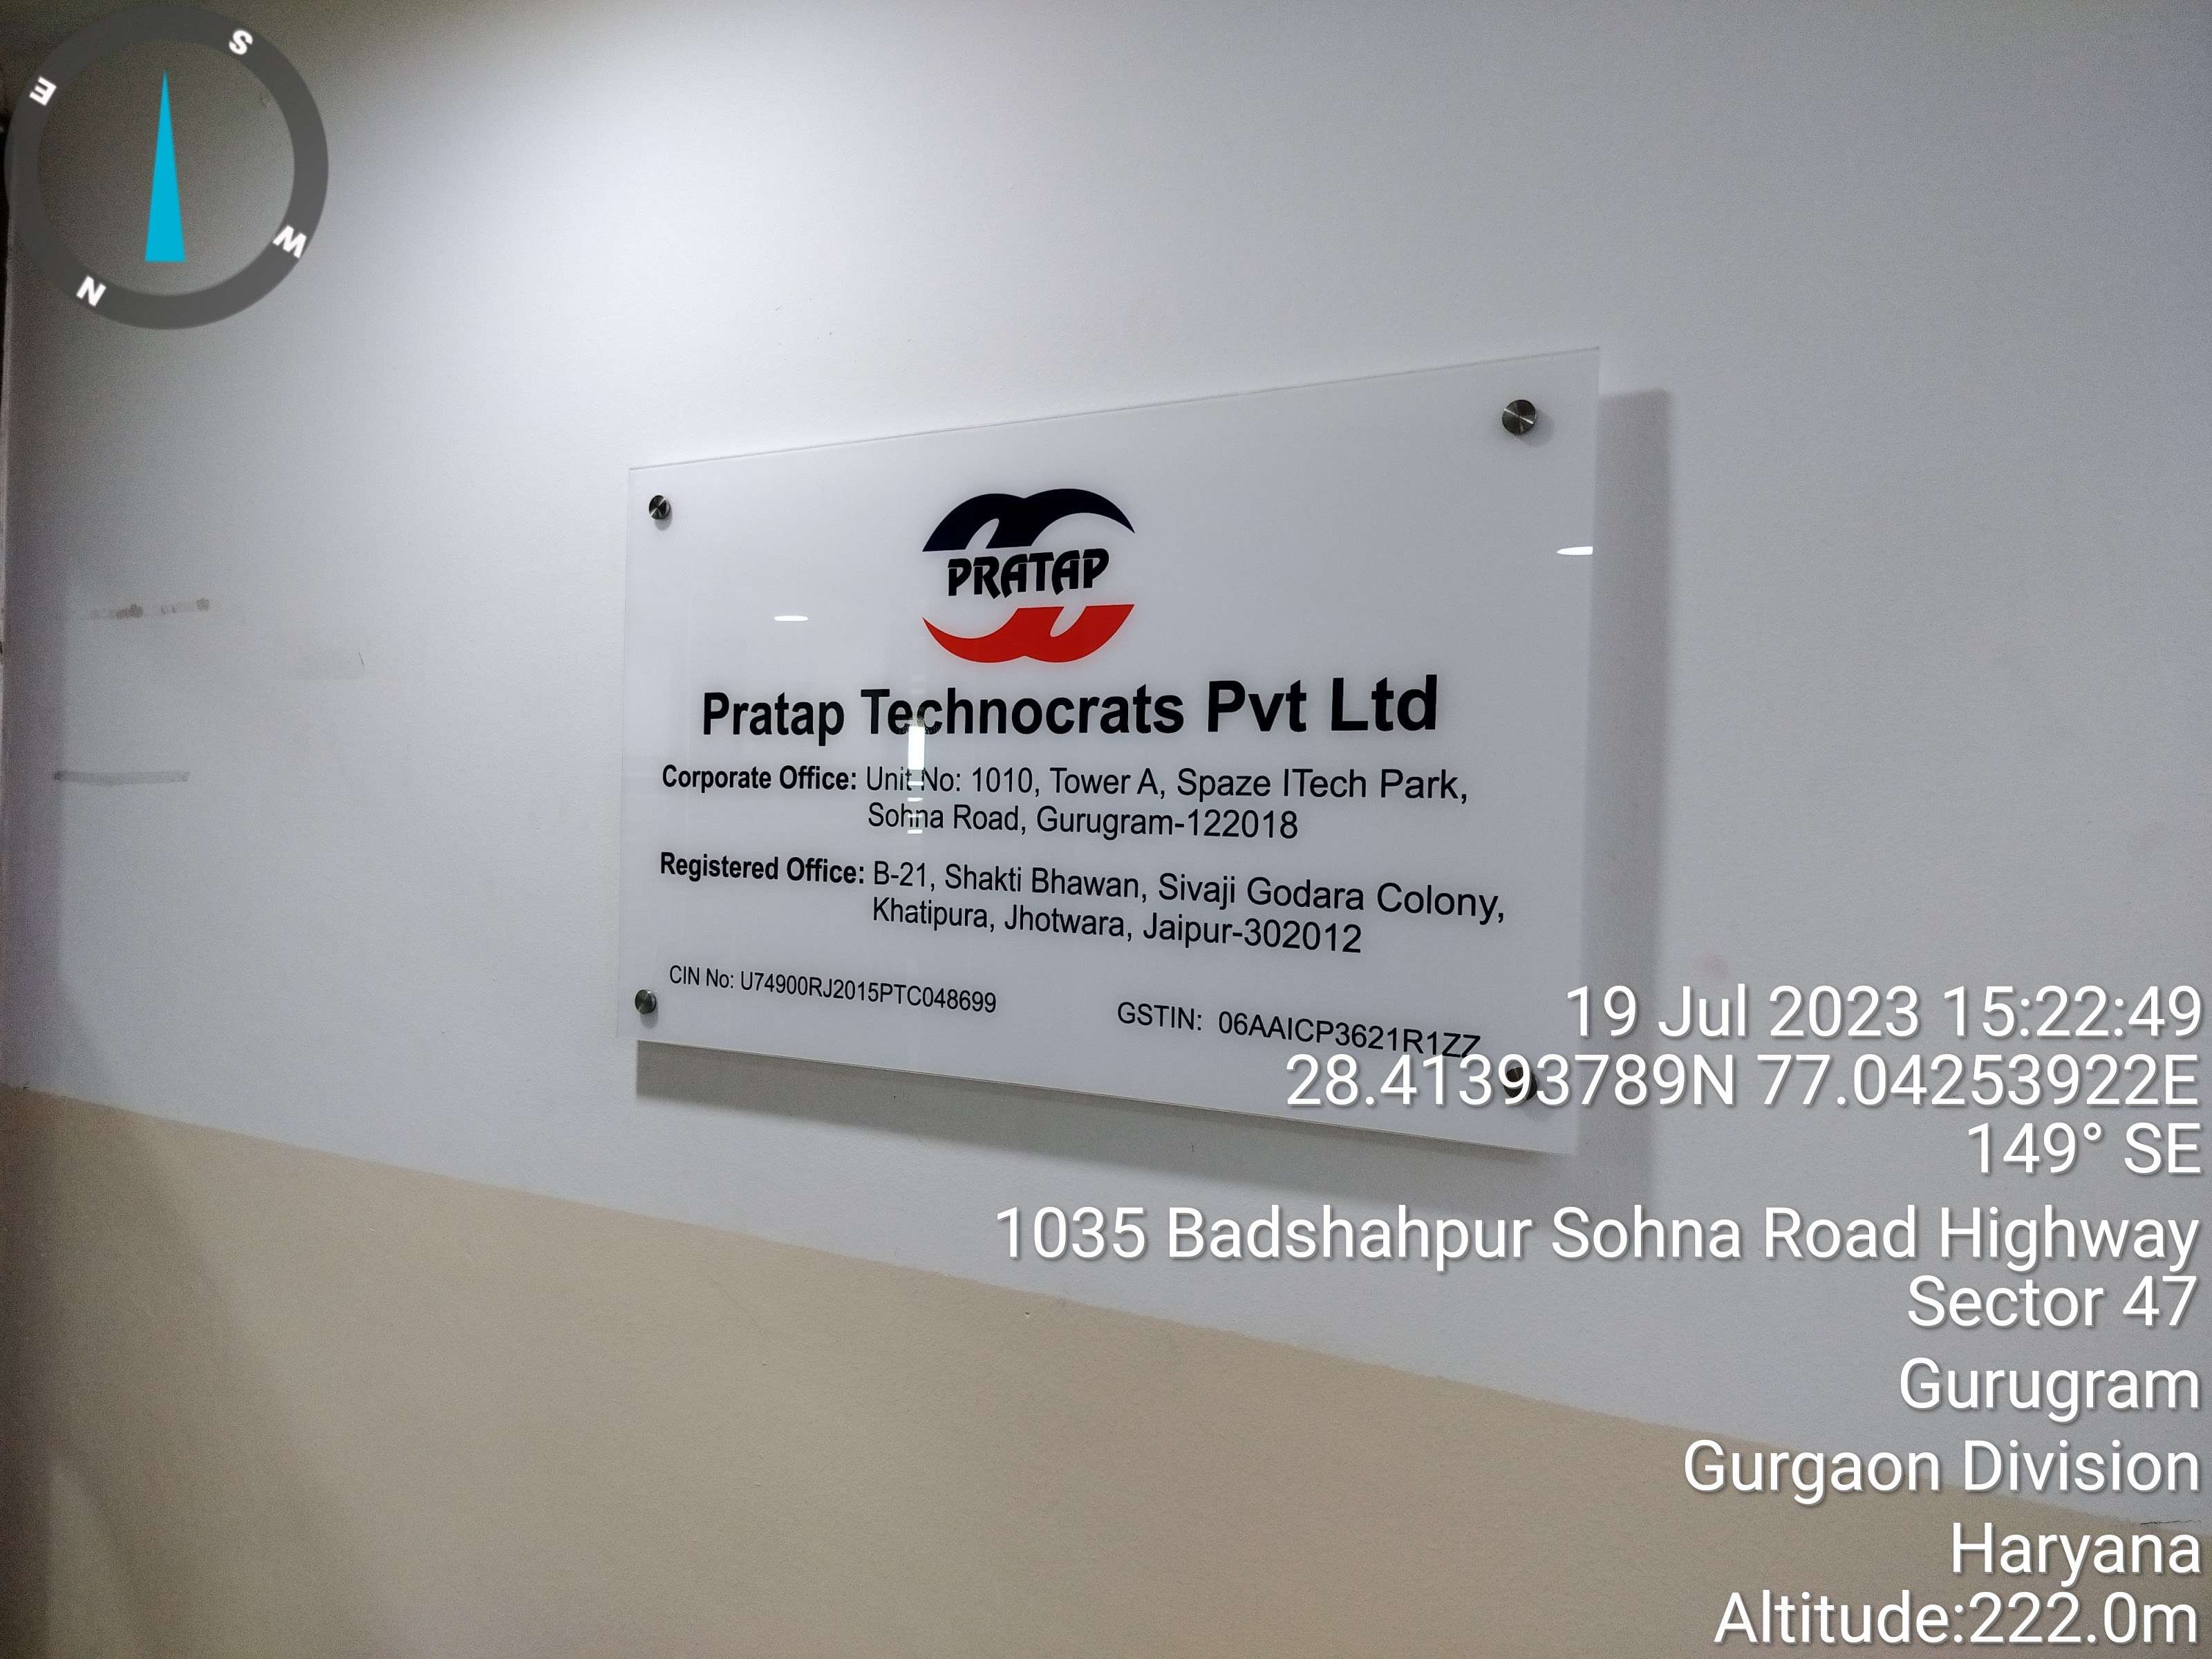 S
E
W
N
PRATAP
Pratap Technocrats Pvt Ltd
Corporate Office: Unit No: 1010, Tower A, Spaze ITech Park,
Sohna Road, Gurugram-122018
Registered Office: B-21, Shakti Bhawan, Sivaji Godara Colony,
Khatipura, Jhotwara, Jaipur-302012
CIN No: U74900RJ2015PTC048699
GSTIN: 06AAICP3621R1ZZ
19 Jul 2023 15:22:49
28.41393789N 77.04253922E
149° SE
1035 Badshahpur Sohna Road Highway
Sector 47
Gurugram
Gurgaon Division
Haryana
Altitude:222.0m